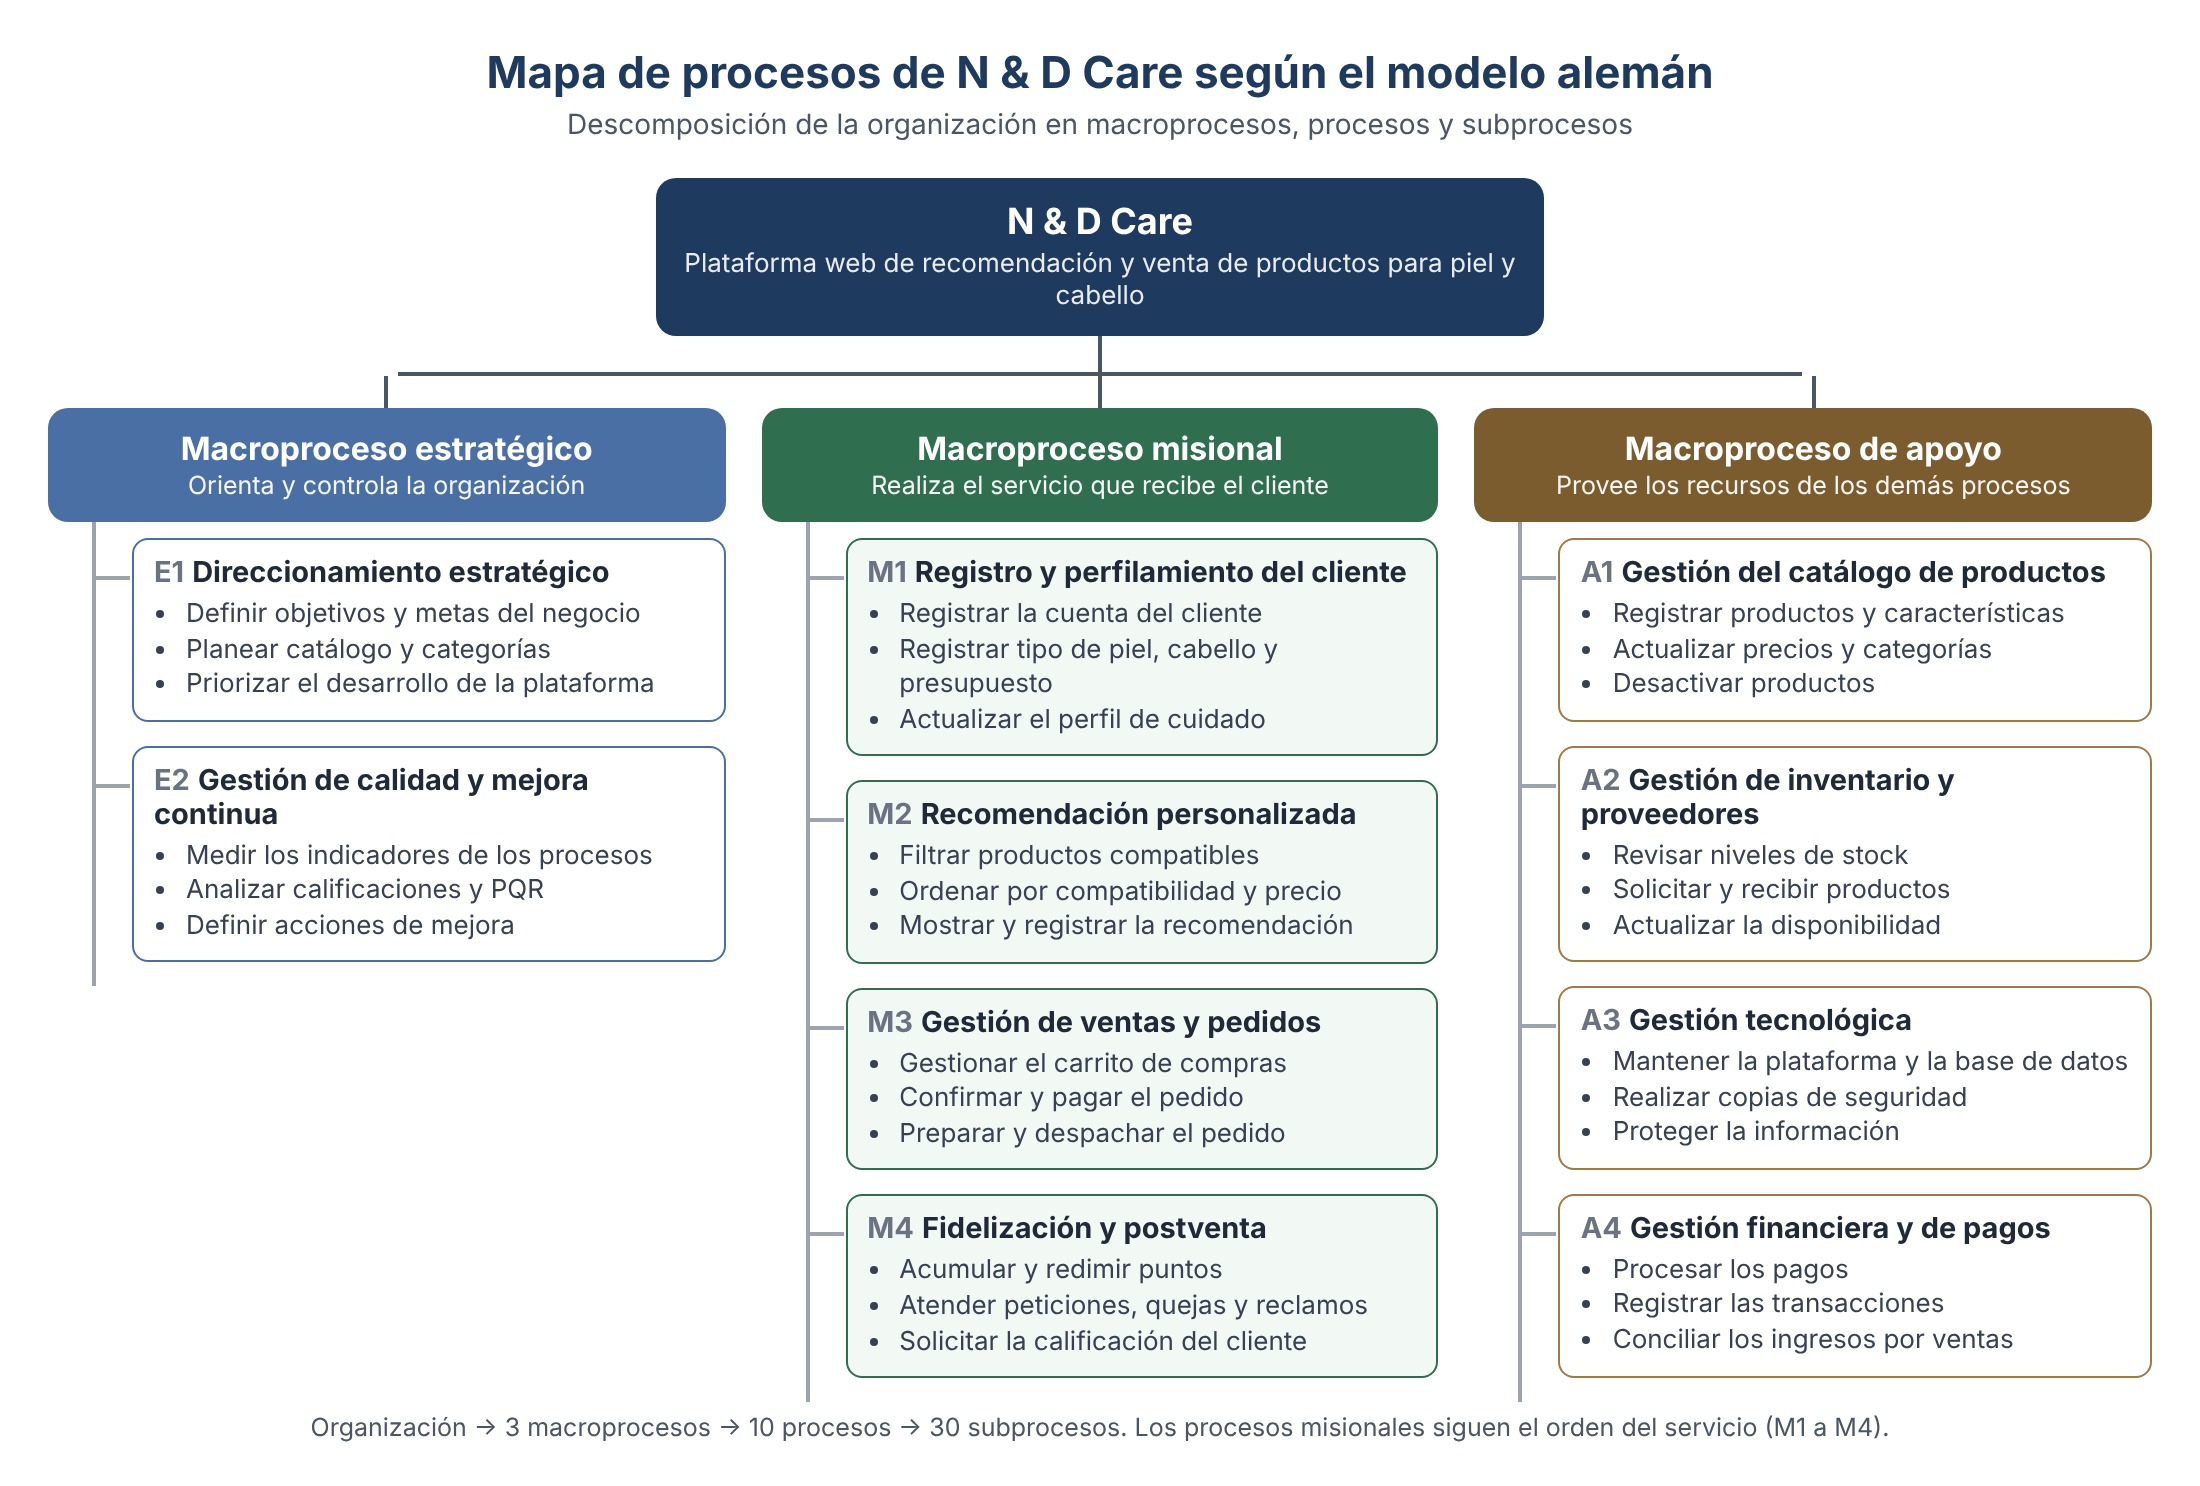 Mapa de procesos de N & D Care según el modelo alemán
Descomposición de la organización en macroprocesos, procesos y subprocesos
N & D Care
Plataforma web de recomendación y venta de productos para piel y
cabello
Macroproceso estratégico
Orienta y controla la organización
E1 Direccionamiento estratégico
• Definir objetivos y metas del negocio
• Planear catálogo y categorías
• Priorizar el desarrollo de la plataforma
E2 Gestión de calidad y mejora
continua
• Medir los indicadores de los procesos
• Analizar calificaciones y PQR
• Definir acciones de mejora
Macroproceso misional
Realiza el servicio que recibe el cliente
M1 Registro y perfilamiento del cliente
• Registrar la cuenta del cliente
• Registrar tipo de piel, cabello y
presupuesto
• Actualizar el perfil de cuidado
M2 Recomendación personalizada
• Filtrar productos compatibles
• Ordenar por compatibilidad y precio
• Mostrar y registrar la recomendación
M3 Gestión de ventas y pedidos
• Gestionar el carrito de compras
• Confirmar y pagar el pedido
• Preparar y despachar el pedido
M4 Fidelización y postventa
• Acumular y redimir puntos
• Atender peticiones, quejas y reclamos
• Solicitar la calificación del cliente
Macroproceso de apoyo
Provee los recursos de los demás procesos
A1 Gestión del catálogo de productos
• Registrar productos y características
• Actualizar precios y categorías
• Desactivar productos
A2 Gestión de inventario y
proveedores
• Revisar niveles de stock
• Solicitar y recibir productos
• Actualizar la disponibilidad
A3 Gestión tecnológica
• Mantener la plataforma y la base de datos
• Realizar copias de seguridad
• Proteger la información
A4 Gestión financiera y de pagos
• Procesar los pagos
• Registrar las transacciones
• Conciliar los ingresos por ventas
Organización → 3 macroprocesos → 10 procesos → 30 subprocesos. Los procesos misionales siguen el orden del servicio (M1 a M4).